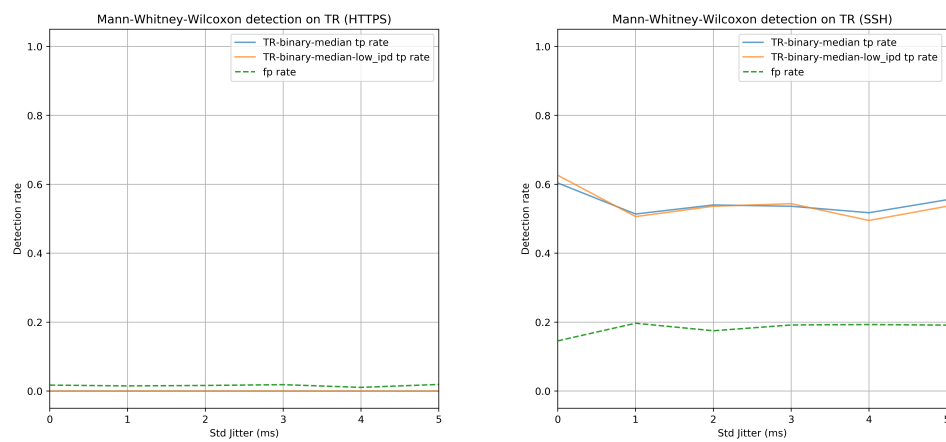 Mann-Whitney-Wilcoxon detection on TR (HTTPS)
TR-binary-median tp rate
TR-binary-median-low_ipd tp rate
fp rate
1.0
0.8
0.6
0.4
0.2
0.0
Detection rate
0 1 2 3 4 5
Std Jitter (ms)
Mann-Whitney-Wilcoxon detection on TR (SSH)
TR-binary-median tp rate
TR-binary-median-low_ipd tp rate
fp rate
1.0
0.8
0.6
0.4
0.2
0.0
Detection rate
0 1 2 3 4 5
Std Jitter (ms)